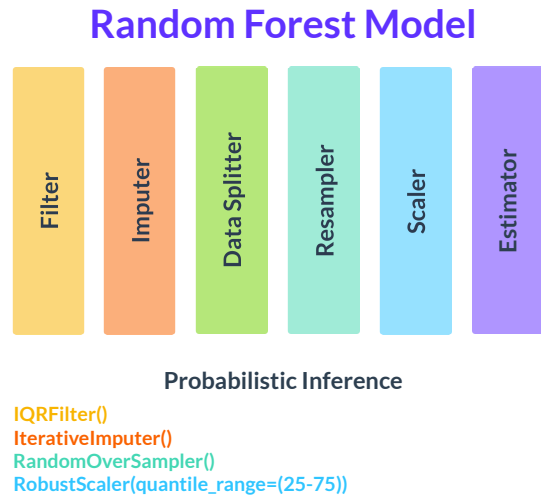 Random Forest Model
Filter
Imputer
Data Splitter
Resampler
Scaler
Estimator
Probabilistic Inference
IQRFilter()
IterativeImputer()
RandomOverSampler()
RobustScaler(quantile_range=(25-75))